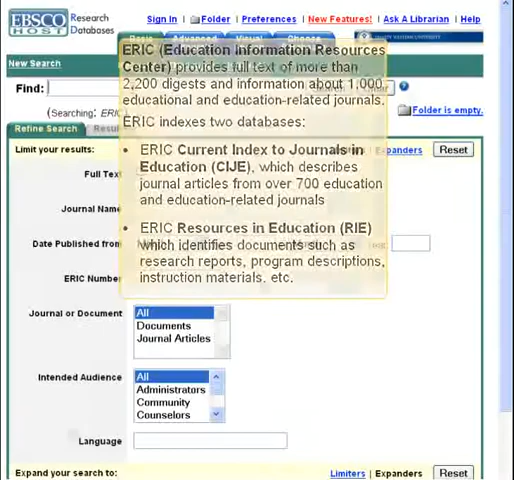 EBSCO HOST Research Databases
Sign In Folder Preferences New Features! Ask A Librarian Help
Basic Advanced Visual Choose
New Search
ERIC (Education Information Resources
Center) provides full text of more than
Find:
2,200 digests and information about 1,000
educational and education-related journals.
(Searching: ERIC
Folder is empty.
ERIC indexes two databases:
Refine Search
Limit your results:
Expanders Reset
• ERIC Current Index to Journals in
Education (CIJE), which describes
journal articles from over 700 education
and education-related journals
Full Text
Journal Name
• ERIC Resources in Education (RIE)
which identifies documents such as
research reports, program descriptions,
instruction materials, etc.
Date Published from
ERIC Number
Journal or Document
All
Documents
Journal Articles
Intended Audience
All
Administrators
Community
Counselors
Language
Expand your search to:
Limiters | Expanders Reset